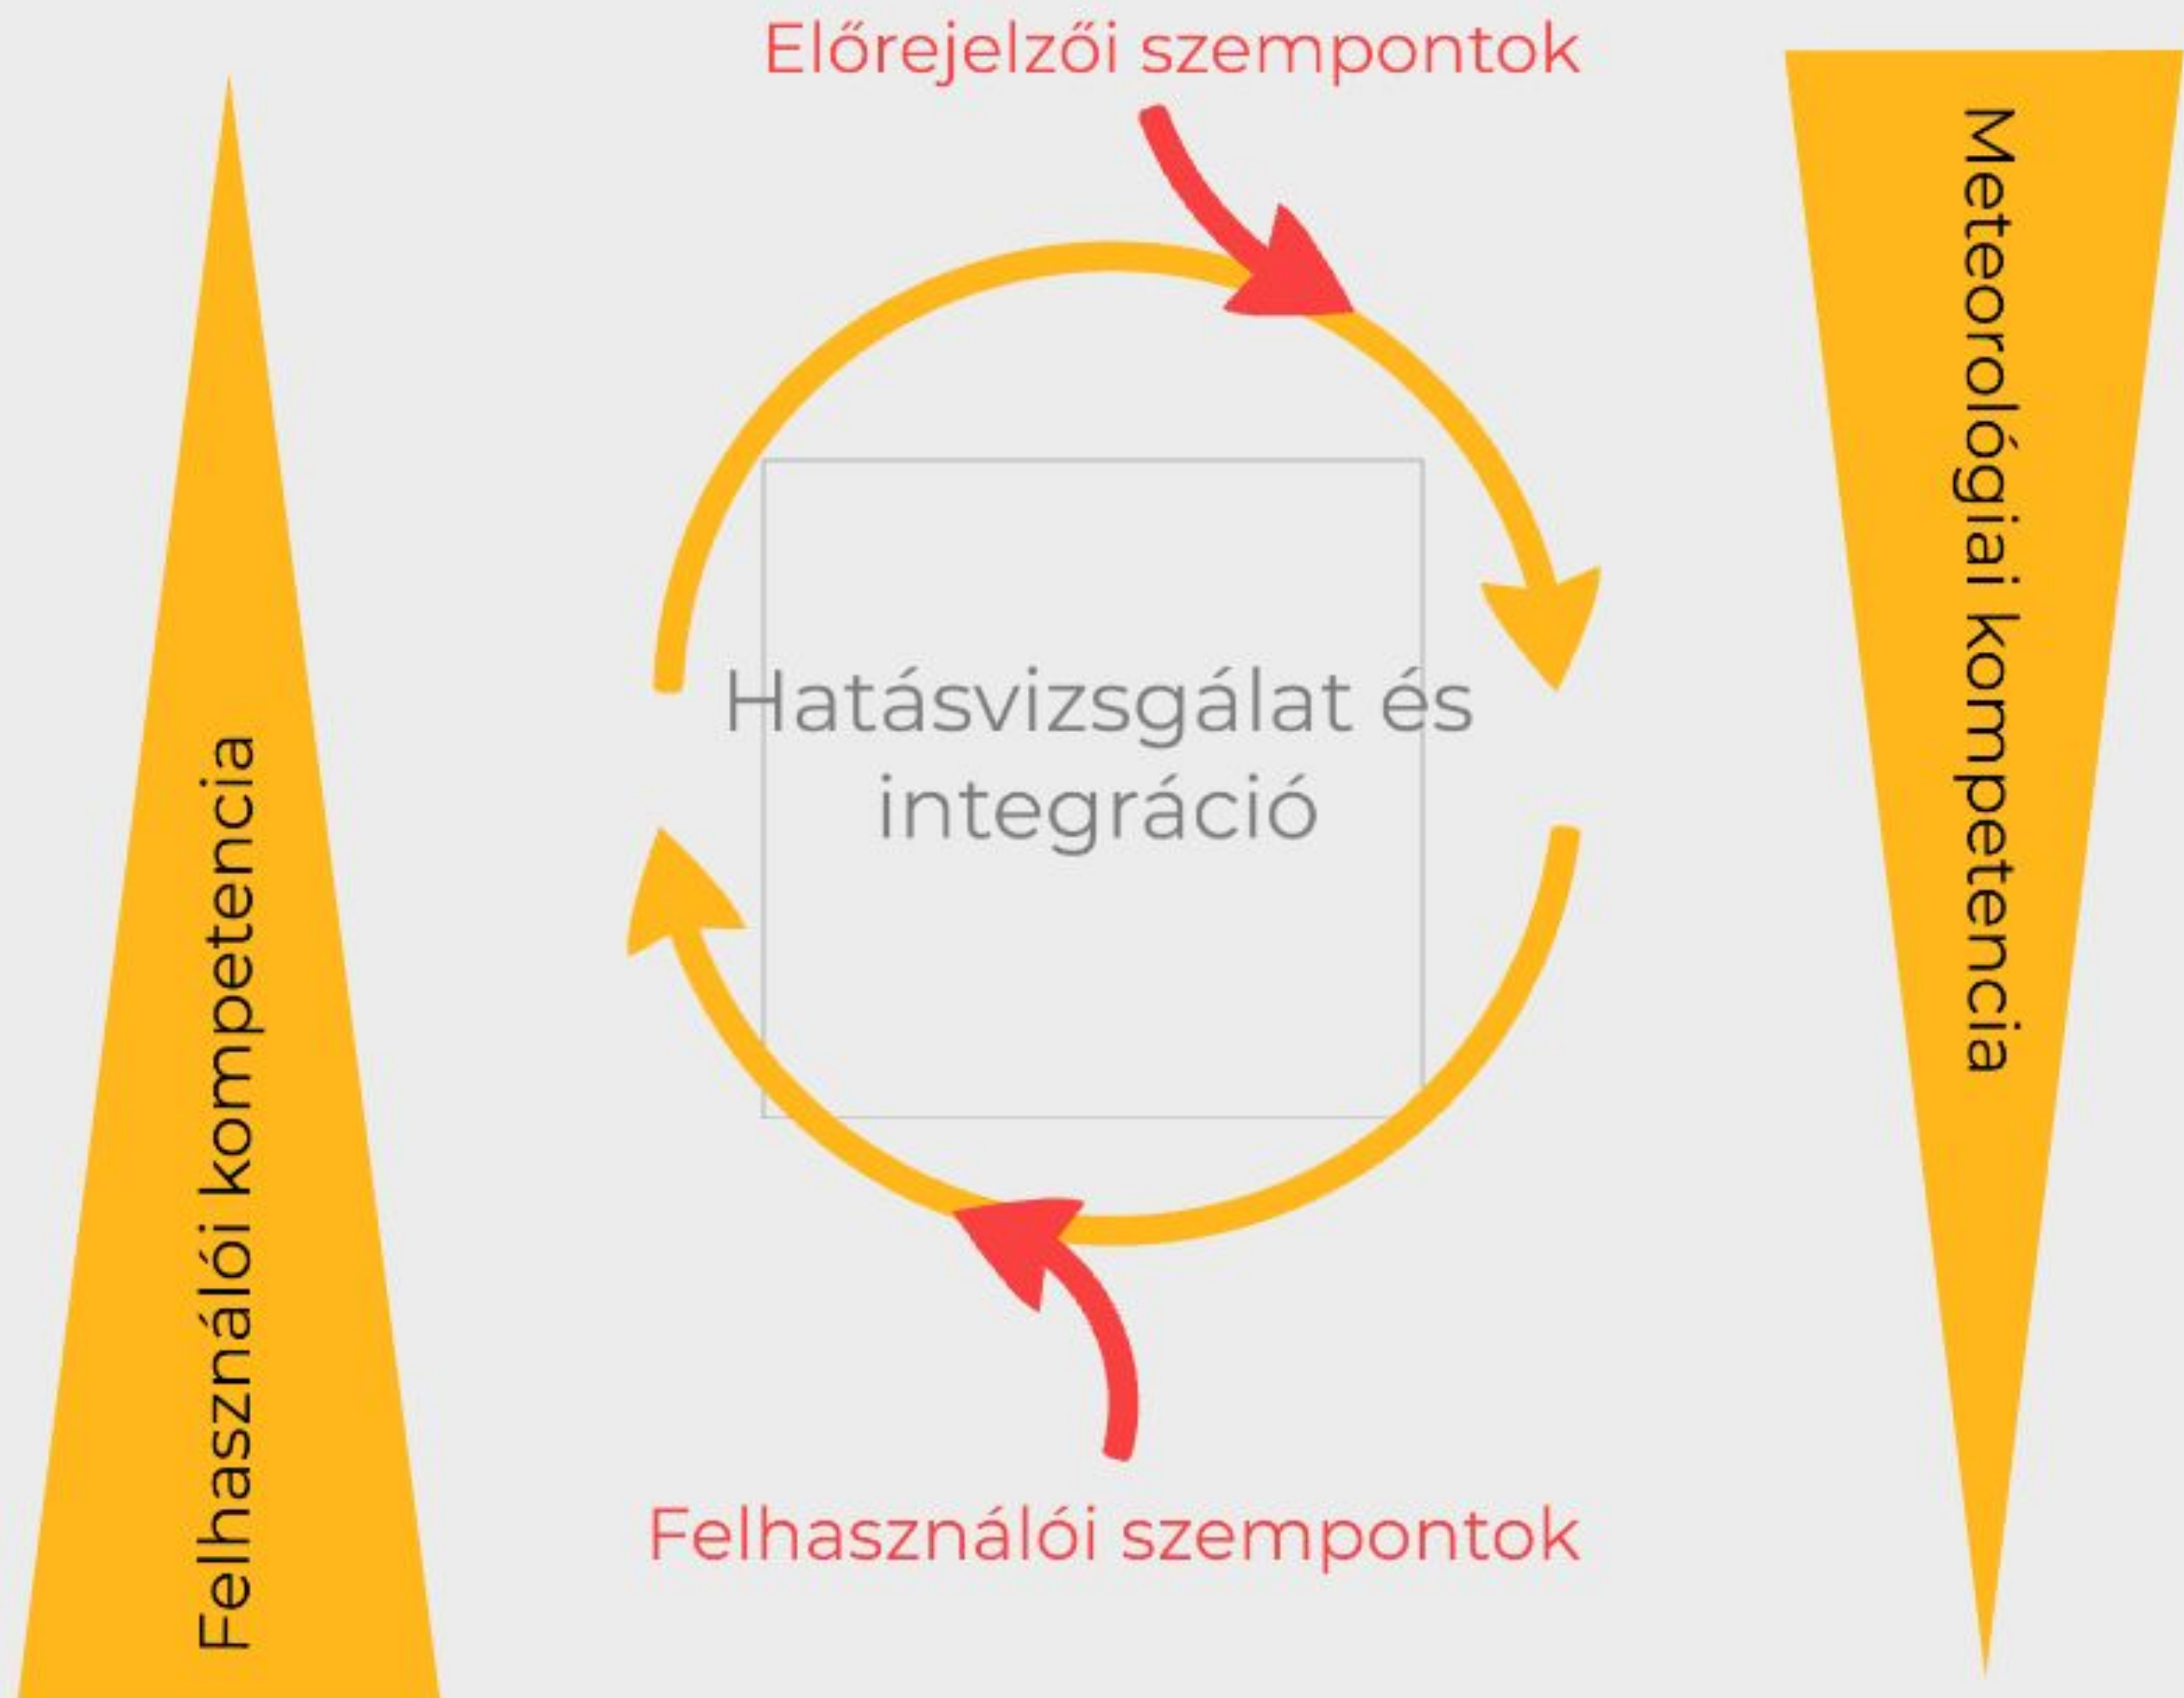 Előrejelzői szempontok
Felhasználói kompetencia
Hatásvizsgálat és
integráció
Meteorológiai kompetencia
Felhasználói szempontok